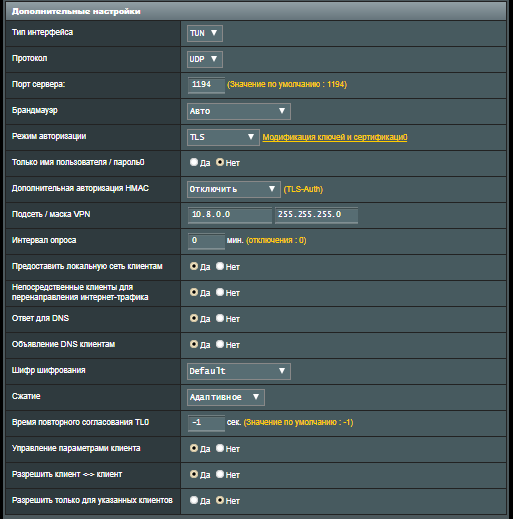 Дополнительные настройки
Тип интерфейса TUN
Протокол UDP
Порт сервера: 1194 (Значение по умолчанию : 1194)
Брандмауэр Авто
Режим авторизации TLS Модификация ключей и сертификаци0
Только имя пользователя / пароль0 Да Нет
Дополнительная авторизация HMAC Отключить (TLS-Auth)
Подсеть / маска VPN 10.8.0.0 255.255.255.0
Интервал опроса 0 мин. (отключения : 0)
Предоставить локальную сеть клиентам Да Нет
Непосредственные клиенты для
перенаправления интернет-трафика Да Нет
Ответ для DNS Да Нет
Объявление DNS клиентам Да Нет
Шифр шифрования Default
Сжатие Адаптивное
Время повторного согласования TL0 -1 сек. (Значение по умолчанию : -1)
Управление параметрами клиента Да Нет
Разрешить клиент <-> клиент Да Нет
Разрешить только для указанных клиентов Да Нет